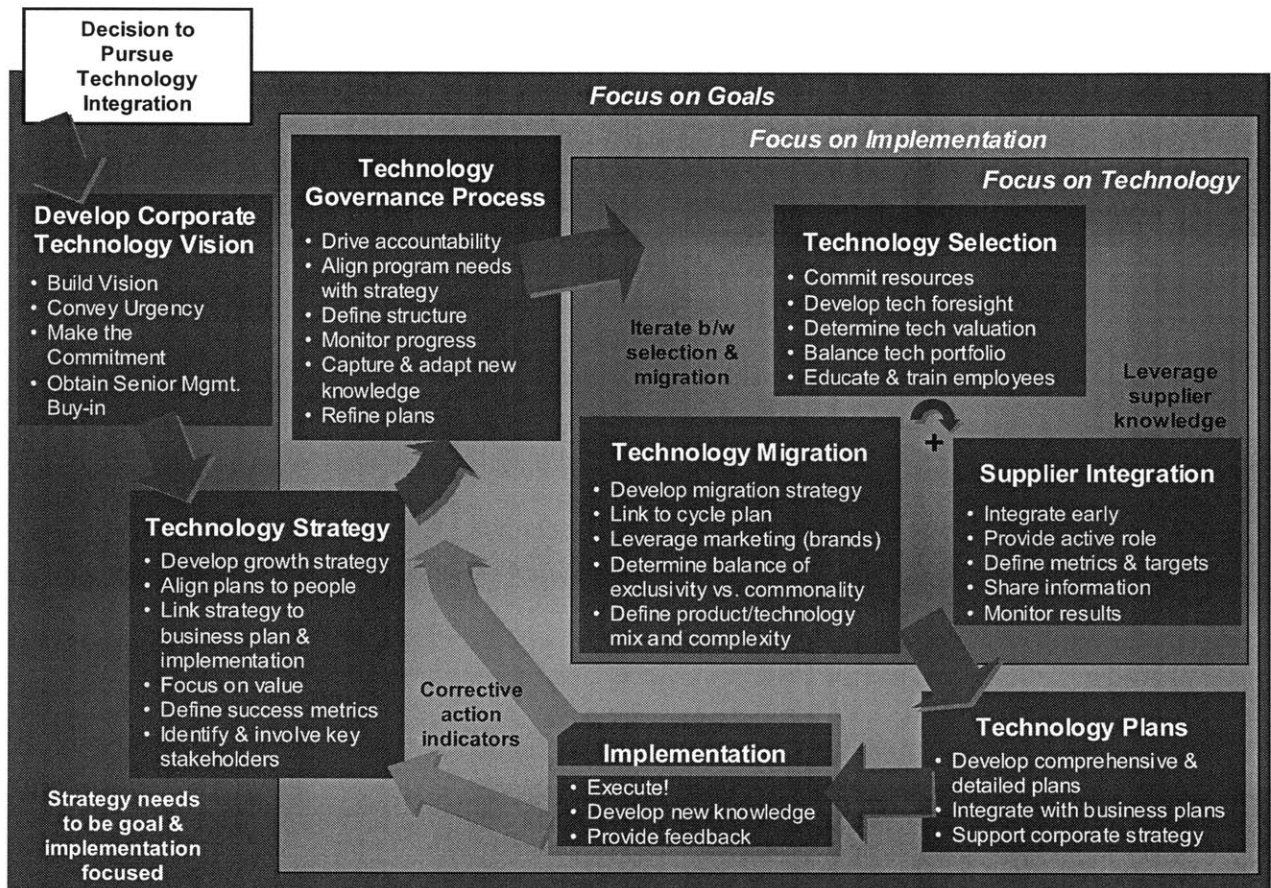 Decision to
Pursue
Technology
Integration
Focus on Goals
Focus on Implementation
Focus on Technology
Develop Corporate
Technology Vision
• Build Vision
• Convey Urgency
• Make the
Commitment
• Obtain Senior Mgmt.
Buy-in
Technology
Governance Process
• Drive accountability
• Align program needs
with strategy
• Define structure
• Monitor progress
• Capture & adapt new
knowledge
• Refine plans
Technology Selection
• Commit resources
• Develop tech foresight
• Determine tech valuation
• Balance tech portfolio
• Educate & train employees
Iterate b/w
selection &
migration
Leverage
supplier
knowledge
+
Technology Migration
• Develop migration strategy
• Link to cycle plan
• Leverage marketing (brands)
• Determine balance of
exclusivity vs. commonality
• Define product/technology
mix and complexity
Supplier Integration
• Integrate early
• Provide active role
• Define metrics & targets
• Share information
• Monitor results
Technology Strategy
• Develop growth strategy
• Align plans to people
• Link strategy to
business plan &
implementation
• Focus on value
• Define success metrics
• Identify & involve key
stakeholders
Corrective
action
indicators
Implementation
• Execute!
• Develop new knowledge
• Provide feedback
Technology Plans
• Develop comprehensive &
detailed plans
• Integrate with business plans
• Support corporate strategy
Strategy needs
to be goal &
implementation
focused